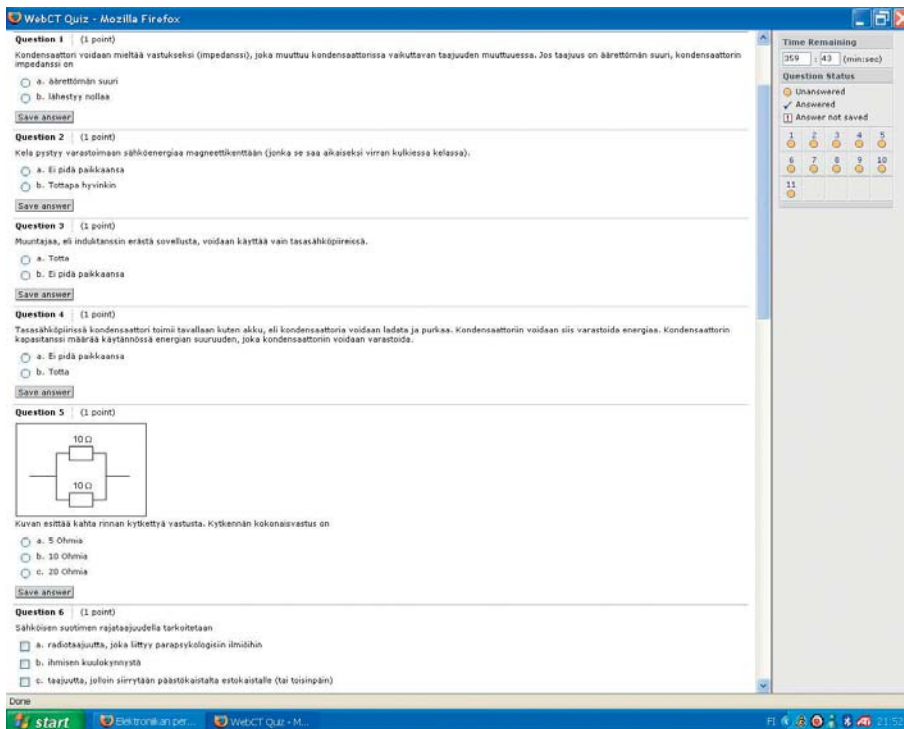 WebCT Quiz - Mozilla Firefox
Question 1 (1 point)
Kondensaattori voidaan mieltää vastukseksi (impedanssi), joka muuttuu kondensaattorissa vaikuttavan taajuuden muuttuessa. Jos taajuus on äärettömän suuri, kondensaattorin
impedanssi on
a. äärettömän suuri
b. lähestyy nollaa
Save answer
Question 2 (1 point)
Kela pystyy varastoimaan sähköenergiaa magneettikenttään (jonka se saa aikaiseksi virran kulkiessa kelassa).
a. Ei pidä paikkaansa
b. Tottapa hyvinkin
Save answer
Question 3 (1 point)
Muuntajaa, eli induktanssin erästä sovellusta, voidaan käyttää vain tasasähköpiireissä.
a. Totta
b. Ei pidä paikkaansa
Save answer
Question 4 (1 point)
Tasasähköpiirissä kondensaattori toimii tavallaan kuten akku, eli kondensaattoria voidaan ladata ja purkaa. Kondensaattoriin voidaan siis varastoida energiaa. Kondensaattorin
kapasitanssi määrää käytännössä energian suuruuden, joka kondensaattoriin voidaan varastoida.
a. Ei pidä paikkaansa
b. Totta
Save answer
Question 5 (1 point)
10 Ω
10 Ω
Kuvan esittää kahta rinnan kytkettyä vastusta. Kytkennän kokonaisvastus on
a. 5 Ohmia
b. 10 Ohmia
c. 20 Ohmia
Save answer
Question 6 (1 point)
Sähköisen suotimen rajataajuudella tarkoitetaan
a. radiotaajuutta, joka liittyy parapsykologisiin ilmiöihin
b. ihmisen kuulokynnystä
c. taajuutta, jolloin siirrytään päästökaistalta estokaistalle (tai toisinpäin)
Time Remaining
359 : 43 (min:sec)
Question Status
Unanswered
Answered
Answer not saved
1 2 3 4 5
6 7 8 9 10
11
Done
start
Elektroniikan per...
WebCT Quiz - M...
FI
21:52